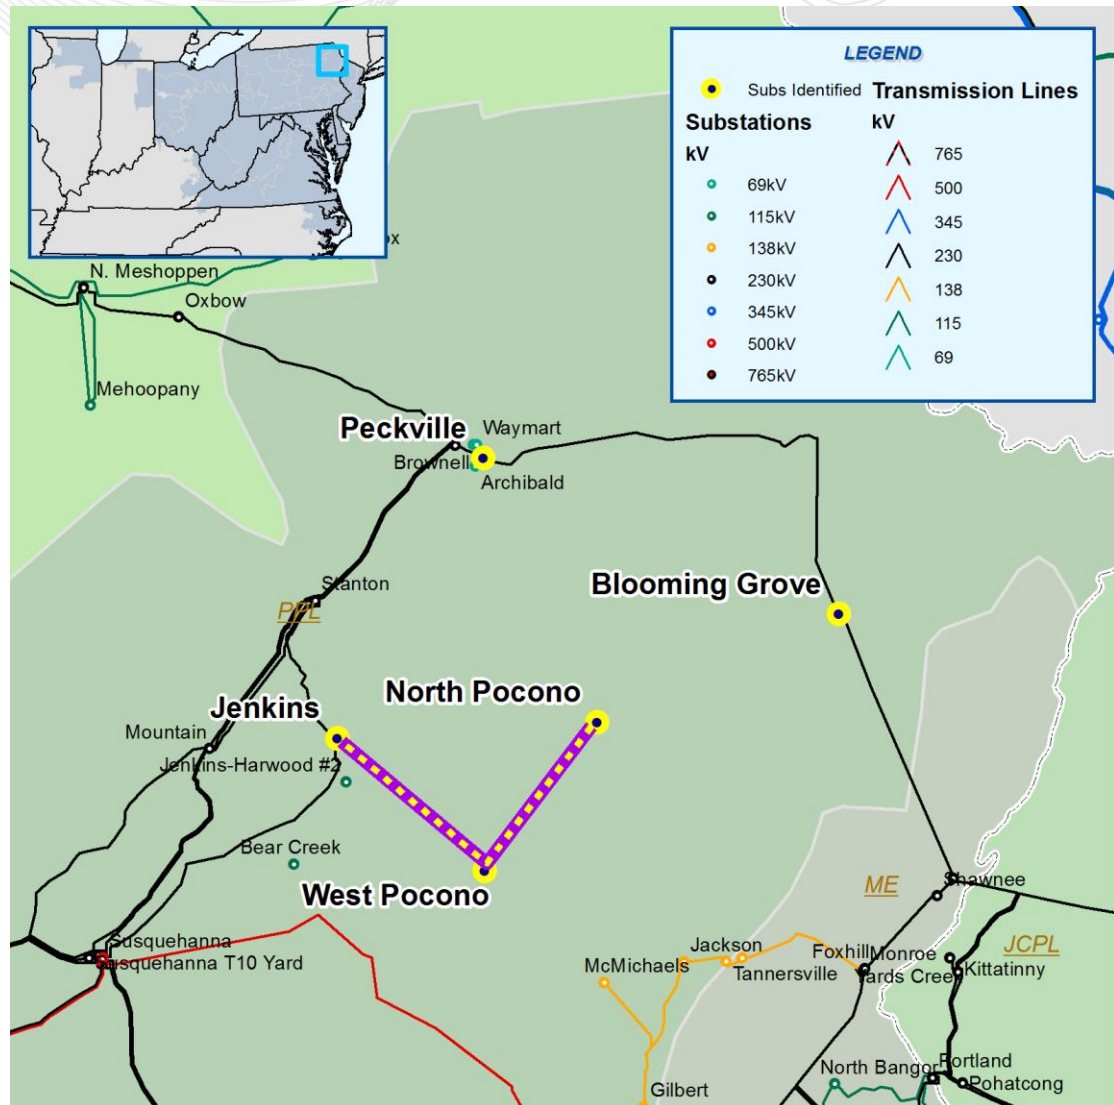 LEGEND
Subs Identified
Transmission Lines
Substations
kV
kV
69kV
115kV
138kV
230kV
345kV
500kV
765kV
765
500
345
230
138
115
69
ox
N. Meshoppen
Oxbow
Mehoopany
Peckville
Waymart
Brownell
Archibald
Stanton
PPL
Blooming Grove
North Pocono
Jenkins
Mountain
Jenkins-Harwood #2
Bear Creek
West Pocono
ME
Shawnee
Susquehanna
Susquehanna T10 Yard
Jackson
McMichaels
Tannersville
Foxhill
Monroe
Yards Creek
JCPL
Kittatinny
North Bangor
Portland
Pohatcong
Gilbert